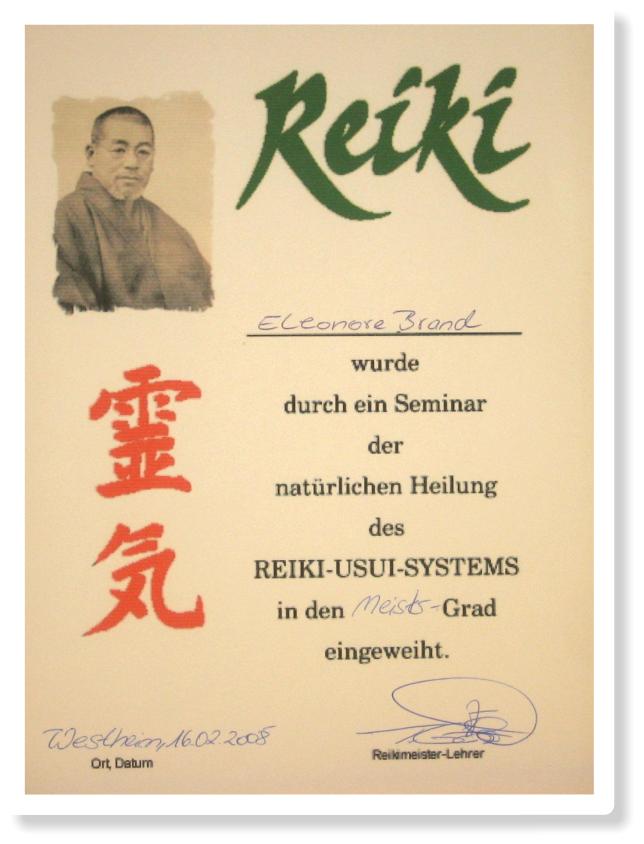 Reiki
Eleonore Brand
wurde
durch ein Seminar
der
natürlichen Heilung
des
REIKI-USUI-SYSTEMS
in den Meister-Grad
eingeweiht.
靈
気
Westheim, 16.02.2008
Ort, Datum
Reikimeister-Lehrer